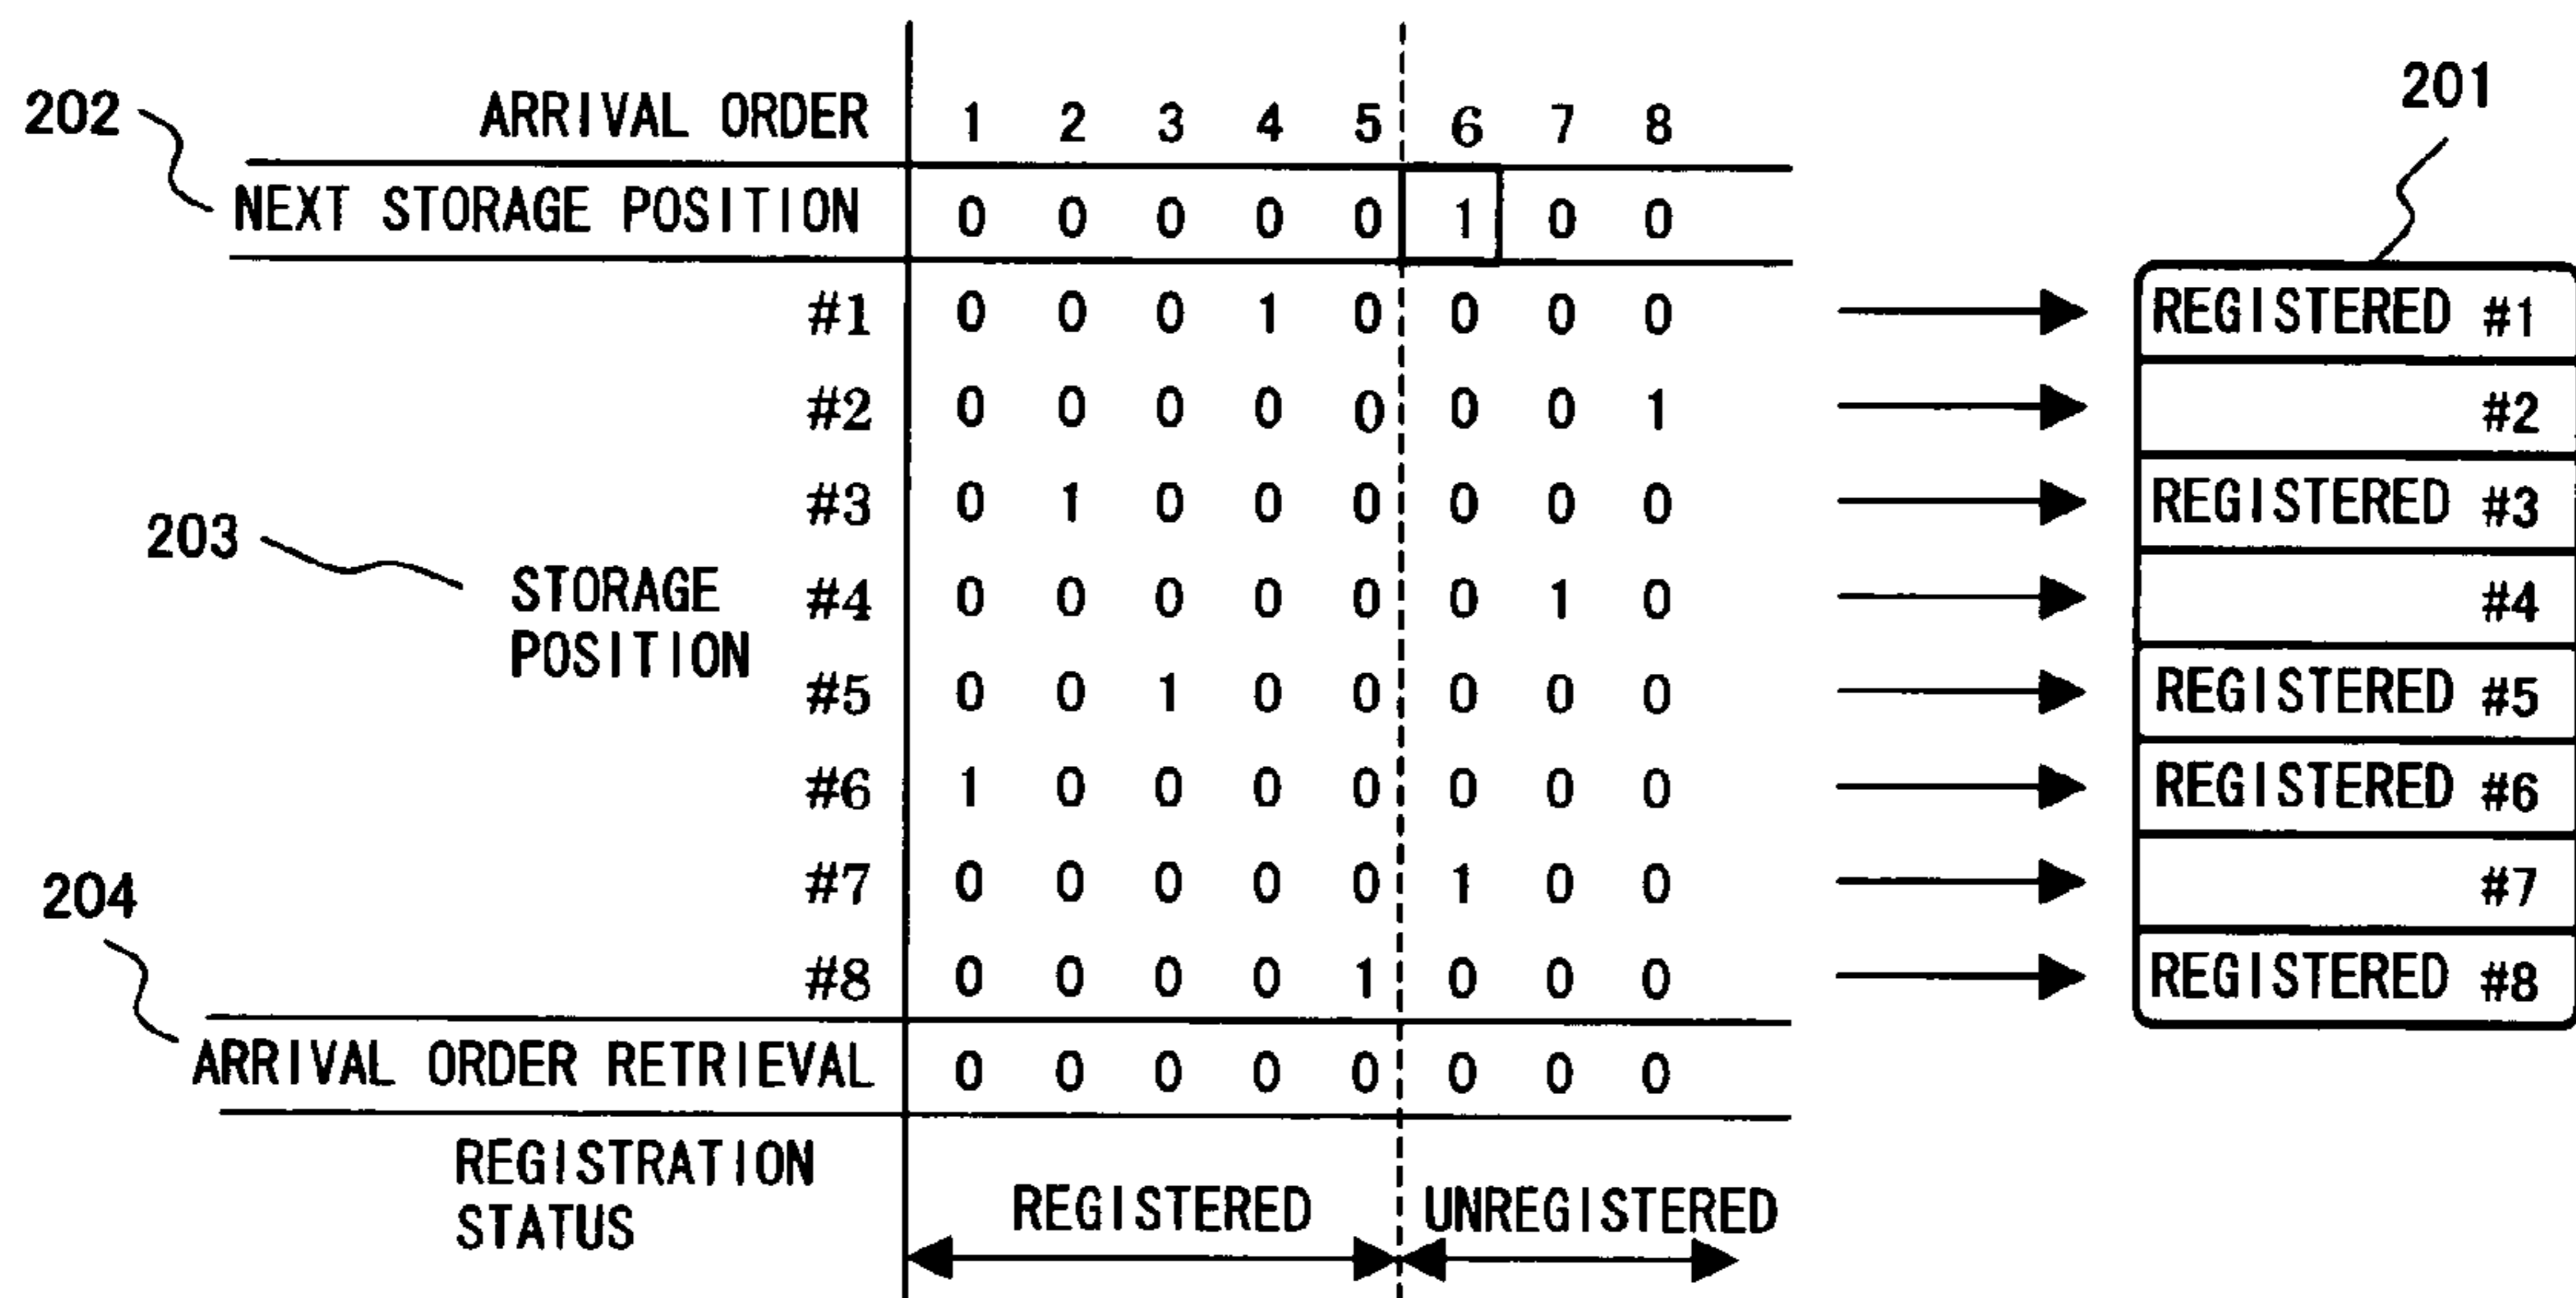 202 ARRIVAL ORDER 1 2 3 4 5 6 7 8 201
NEXT STORAGE POSITION 0 0 0 0 0 1 0 0
#1 0 0 0 1 0 0 0 0 REGISTERED #1
#2 0 0 0 0 0 0 0 1 #2
#3 0 1 0 0 0 0 0 0 REGISTERED #3
203
STORAGE POSITION #4 0 0 0 0 0 0 1 0 #4
#5 0 0 1 0 0 0 0 0 REGISTERED #5
#6 1 0 0 0 0 0 0 0 REGISTERED #6
#7 0 0 0 0 0 1 0 0 #7
204
#8 0 0 0 0 1 0 0 0 REGISTERED #8
ARRIVAL ORDER RETRIEVAL 0 0 0 0 0 0 0 0
REGISTRATION
STATUS REGISTERED UNREGISTERED